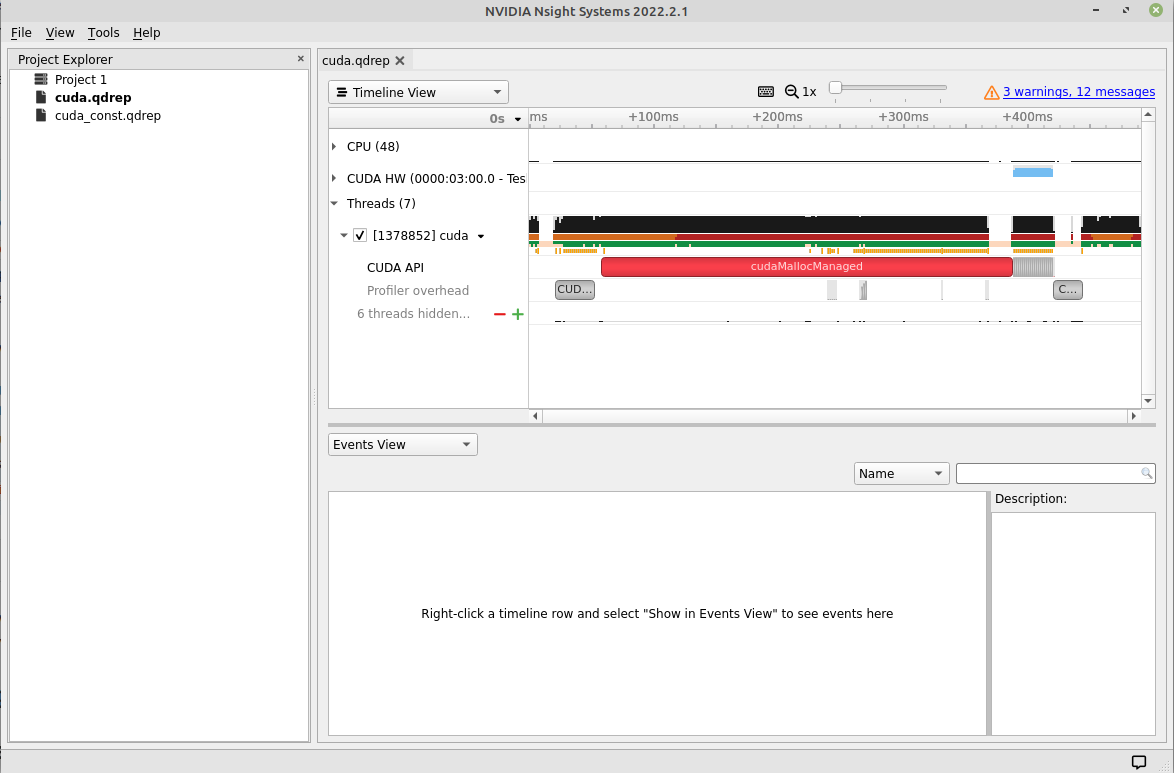 NVIDIA Nsight Systems 2022.2.1
File View Tools Help
Project Explorer
Project 1
cuda.qdrep
cuda_const.qdrep
cuda.qdrep
Timeline View
1x
3 warnings, 12 messages
0s
ms +100ms +200ms +300ms +400ms
CPU (48)
CUDA HW (0000:03:00.0 - Tes
Threads (7)
[1378852] cuda
CUDA API
cudaMallocManaged
Profiler overhead
CUD...
C...
6 threads hidden...
Events View
Name
Description:
Right-click a timeline row and select "Show in Events View" to see events here